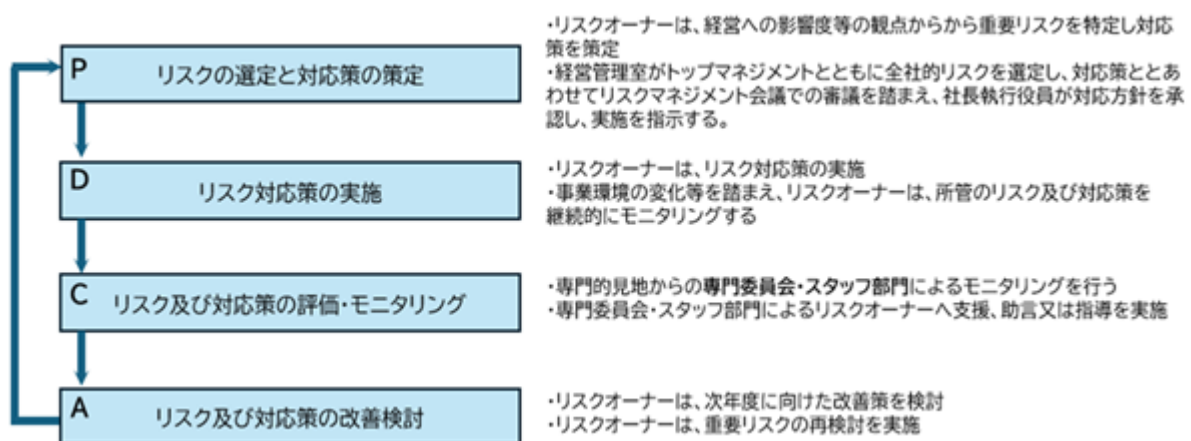 P
リスクの選定と対応策の策定
・リスクオーナーは、経営への影響度等の観点からから重要リスクを特定し対応
策を策定
・経営管理室がトップマネジメントとともに全社的リスクを選定し、対応策ととあ
わせてリスクマネジメント会議での審議を踏まえ、社長執行役員が対応方針を承
認し、実施を指示する。
D
リスク対応策の実施
・リスクオーナーは、リスク対応策の実施
・事業環境の変化等を踏まえ、リスクオーナーは、所管のリスク及び対応策を
継続的にモニタリングする
C
リスク及び対応策の評価・モニタリング
・専門的見地からの専門委員会・スタッフ部門によるモニタリングを行う
・専門委員会・スタッフ部門によるリスクオーナーへ支援、助言又は指導を実施
A
リスク及び対応策の改善検討
・リスクオーナーは、次年度に向けた改善策を検討
・リスクオーナーは、重要リスクの再検討を実施